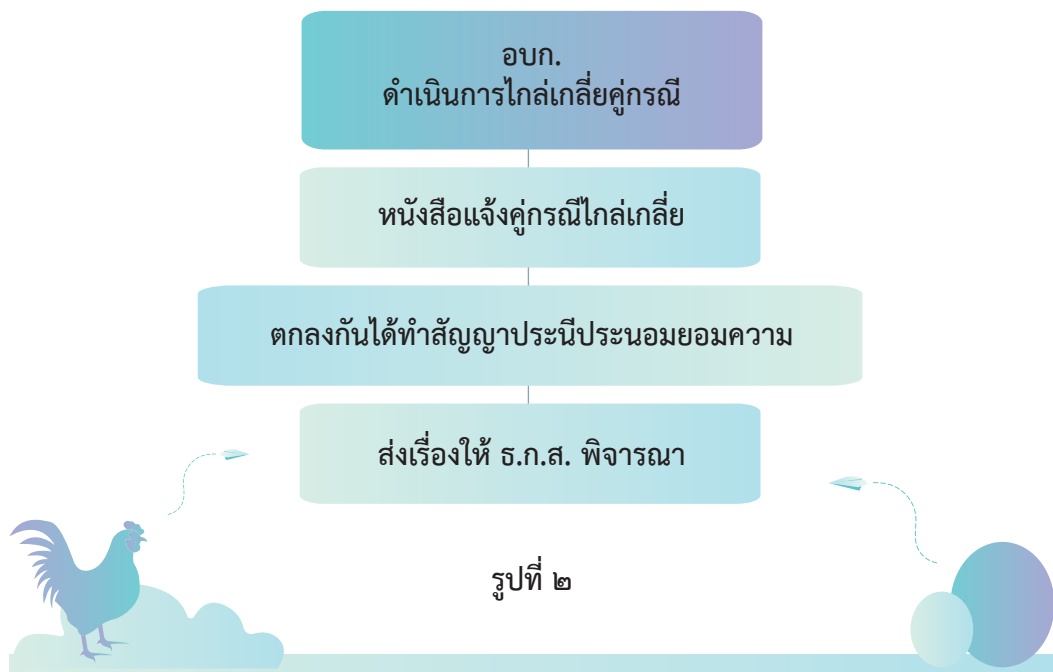 อบก.
ดำเนินการไกล่เกลี่ยคู่กรณี
หนังสือแจ้งคู่กรณีไกล่เกลี่ย
ตกลงกันได้ทำสัญญาประนีประนอมยอมความ
ส่งเรื่องให้ ธ.ก.ส. พิจารณา
รูปที่ ๒